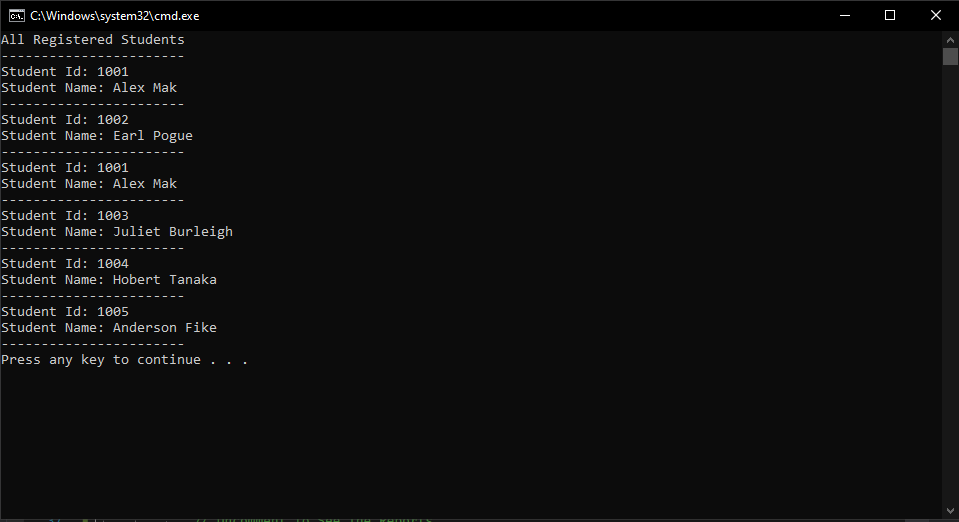 C:\Windows\system32\cmd.exe
All Registered Students
-----------------------
Student Id: 1001
Student Name: Alex Mak
-----------------------
Student Id: 1002
Student Name: Earl Pogue
-----------------------
Student Id: 1001
Student Name: Alex Mak
-----------------------
Student Id: 1003
Student Name: Juliet Burleigh
-----------------------
Student Id: 1004
Student Name: Hobert Tanaka
-----------------------
Student Id: 1005
Student Name: Anderson Fike
-----------------------
Press any key to continue . . .